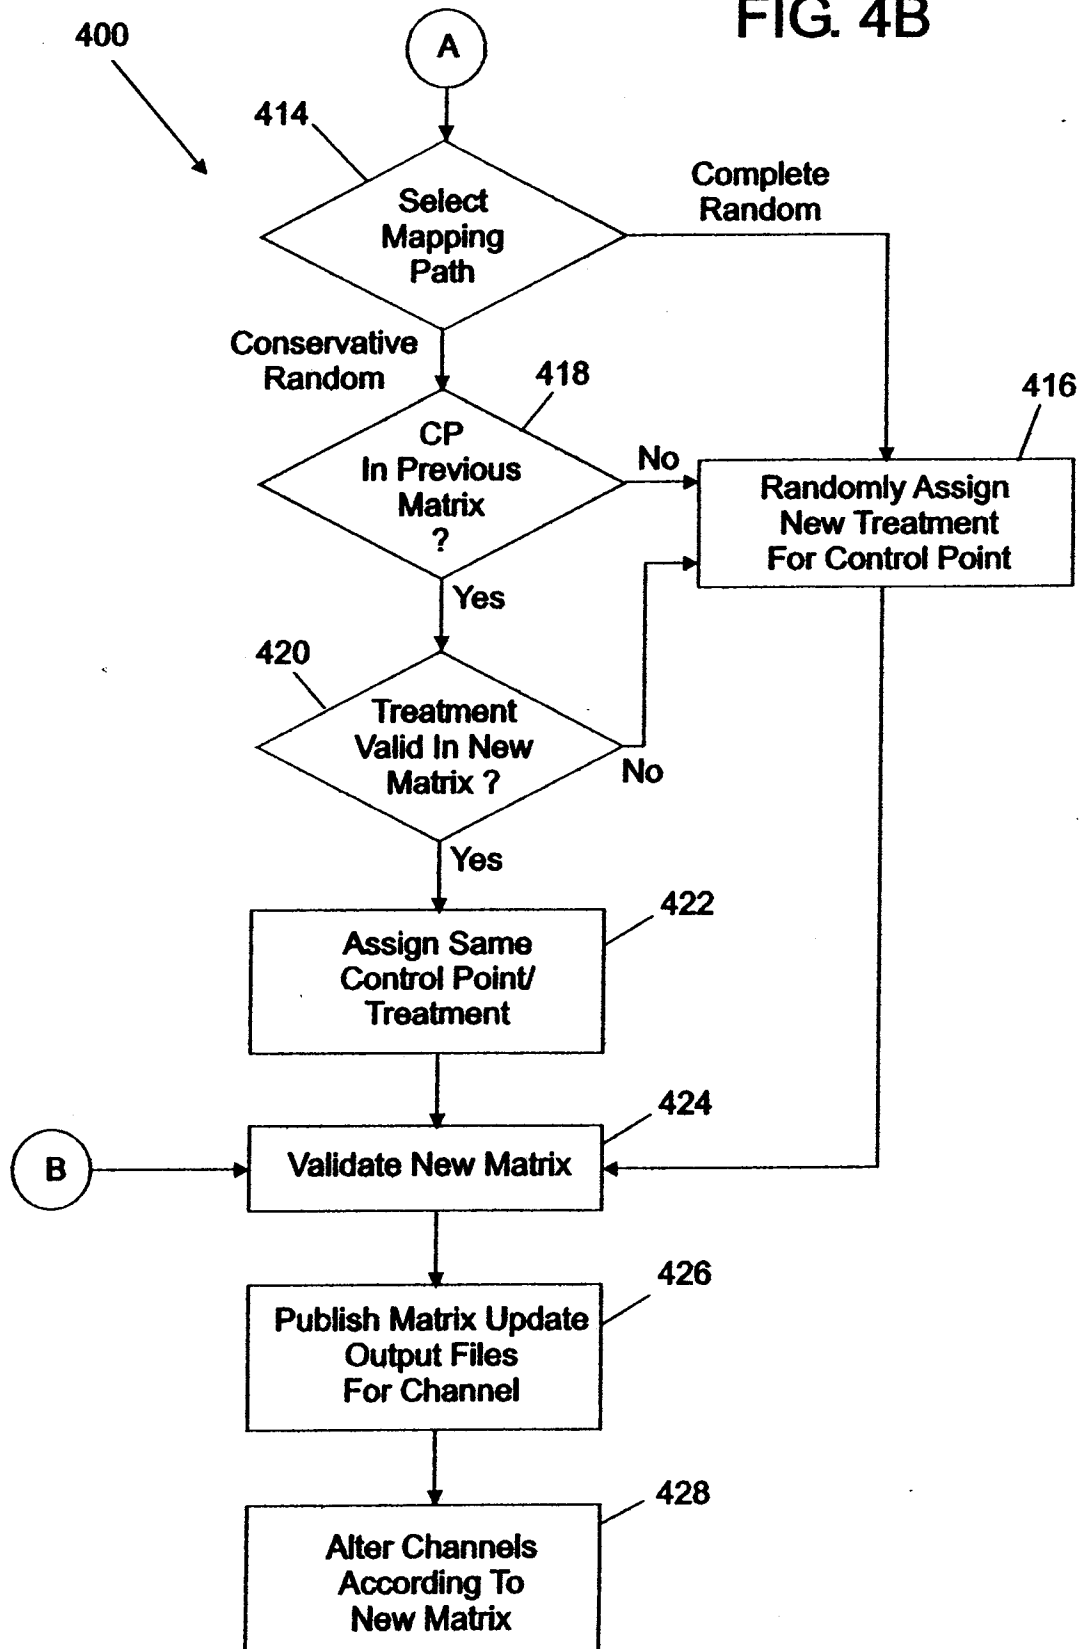 FIG. 4B
400
A
414
Select
Mapping
Path
Complete
Random
Conservative
Random
418
CP
In Previous
Matrix
?
No
416
Randomly Assign
New Treatment
For Control Point
Yes
420
Treatment
Valid In New
Matrix ?
No
Yes
422
Assign Same
Control Point/
Treatment
424
B
Validate New Matrix
426
Publish Matrix Update
Output Files
For Channel
428
Alter Channels
According To
New Matrix